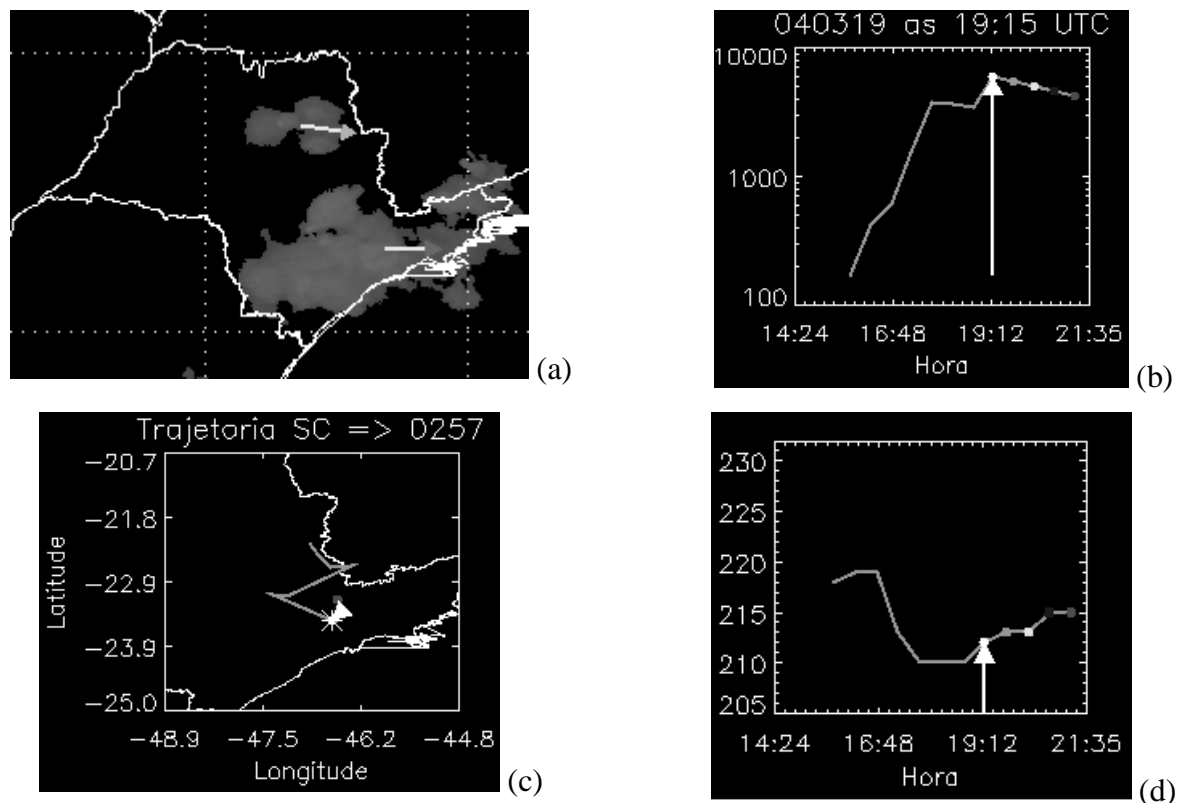 (a)
040319 as 19:15 UTC
10000
1000
100
14:24 16:48 19:12 21:35
Hora
(b)
Trajetoria SC => 0257
-20.7
-21.8
-22.9
-23.9
-25.0
Latitude
-48.9 -47.5 -46.2 -44.8
Longitude
(c)
230
225
220
215
210
205
14:24 16:48 19:12 21:35
Hora
(d)